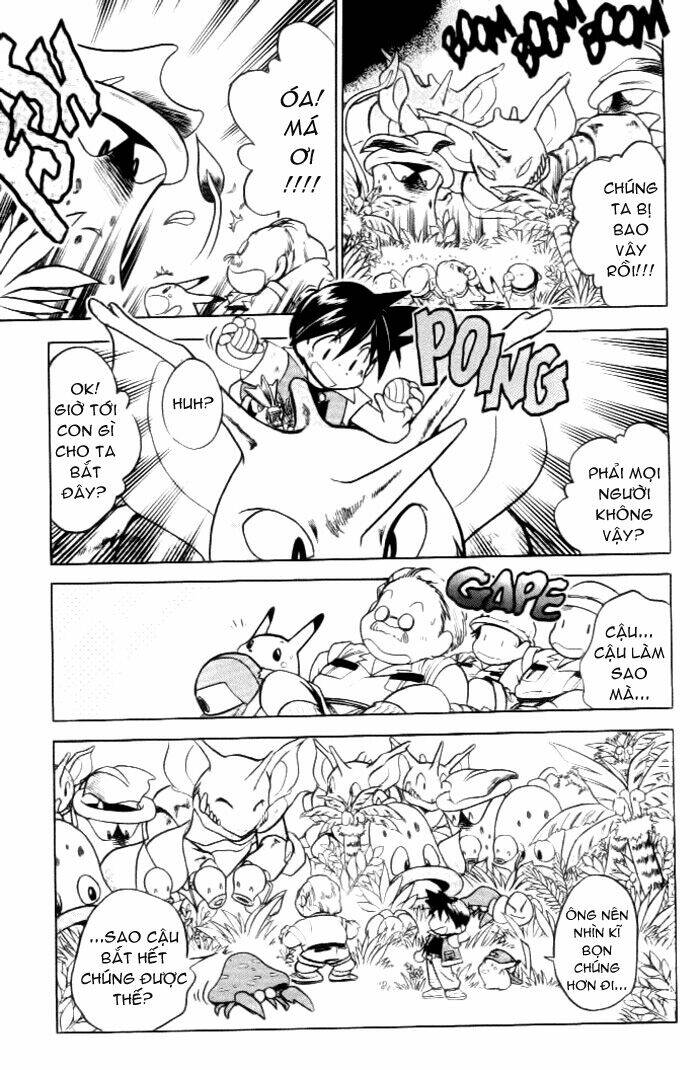 BOOM BOOM BOOM
CHÚNG
TA BỊ
BAO
VÂY
RỒI!!!
ÓA!
MÁ
ƠI
!!!!
POING
PHẢI MỌI
NGƯỜI
KHÔNG
VẬY?
HUH?
OK!
GIỜ TỚI
CON GÌ
CHO TA
BẮT
ĐÂY?
GAPE
CẬU...
CẬU LÀM
SAO
MÀ...
ÔNG NÊN
NHÌN KĨ
BỌN
CHÚNG
HƠN ĐI...
...SAO CẬU
BẮT HẾT
CHÚNG ĐƯỢC
THẾ?